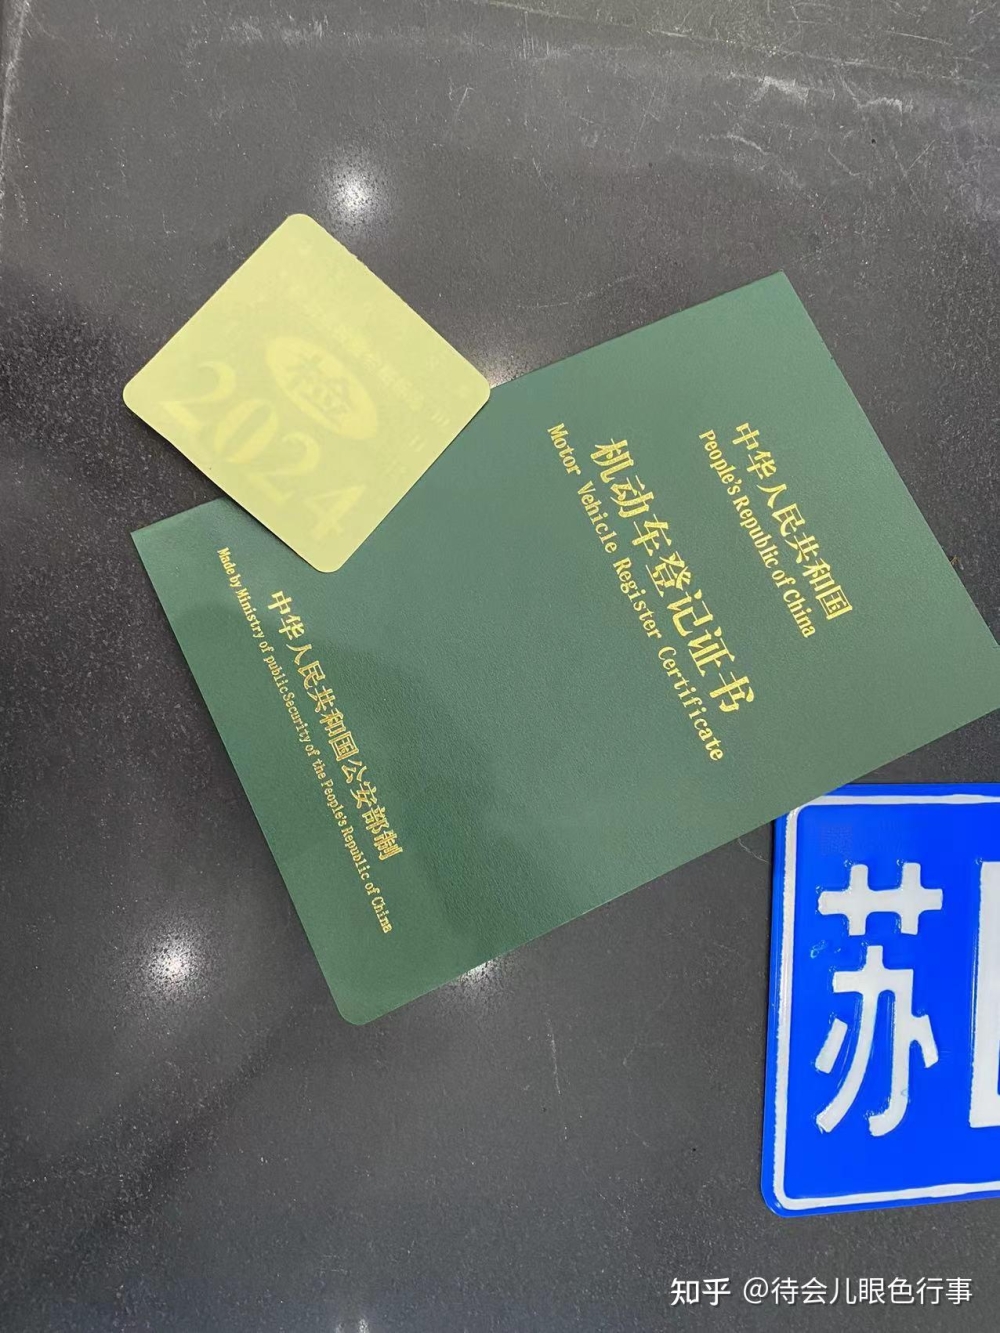 检
2024
中华人民共和国
People's Republic of China
机动车登记证书
Motor Vehicle Register Certificate
中华人民共和国公安部制
Made by Ministry of public Security of the People's Republic of China
苏
知乎 @待会儿眼色行事